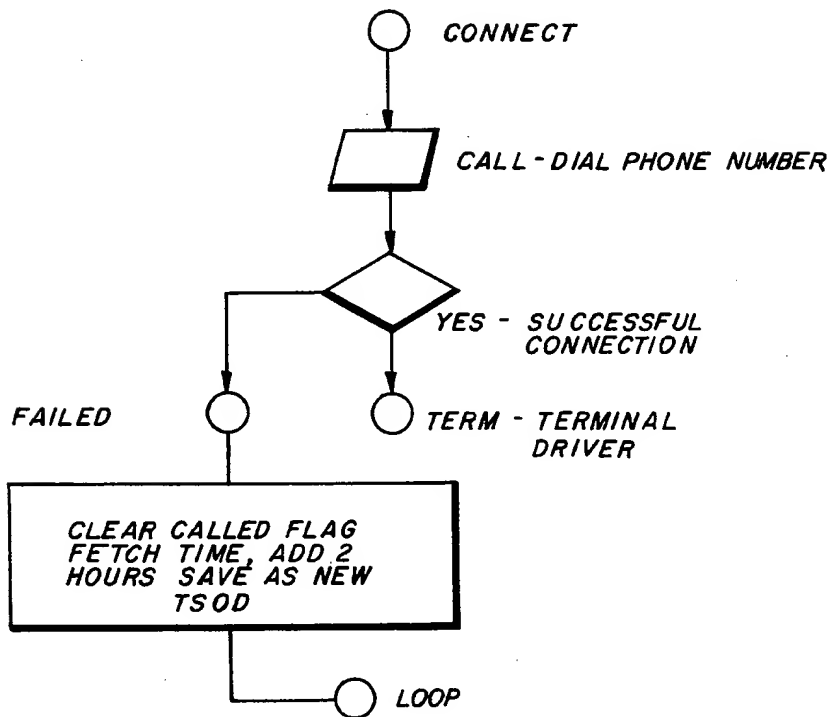 CONNECT
CALL-DIAL PHONE NUMBER
YES - SUCCESSFUL
CONNECTION
FAILED
TERM - TERMINAL
DRIVER
CLEAR CALLED FLAG
FETCH TIME, ADD 2
HOURS SAVE AS NEW
TSOD
LOOP